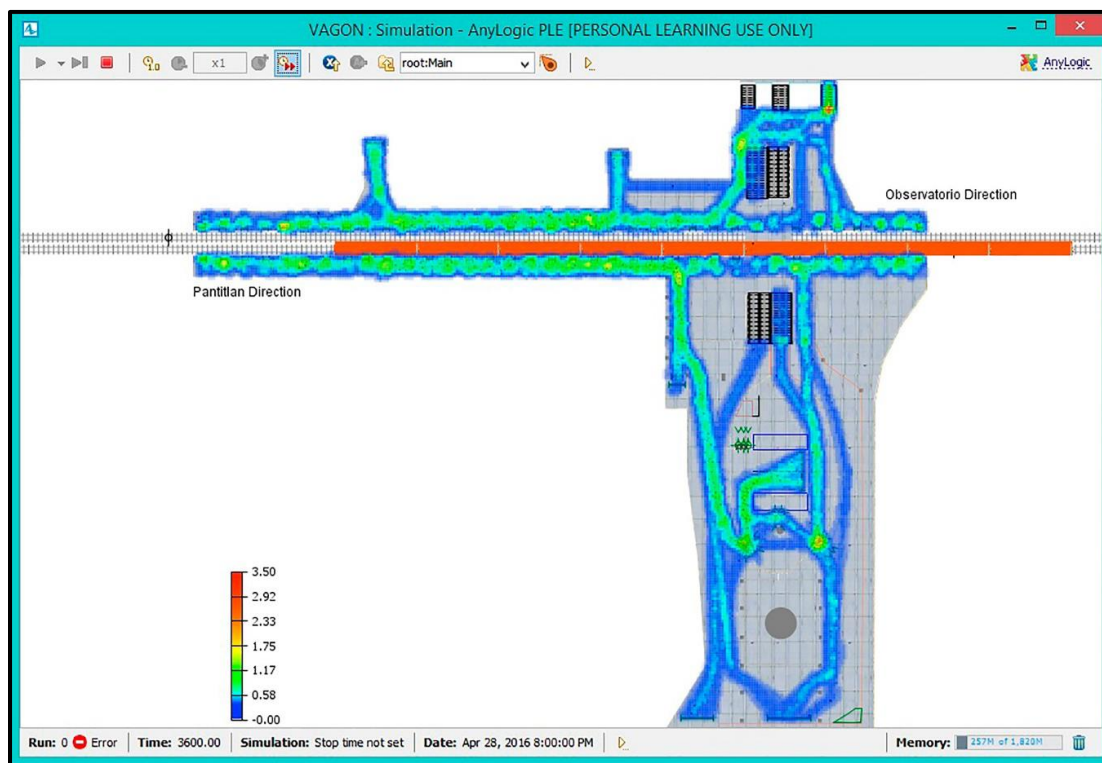 VAGON : Simulation - AnyLogic PLE [PERSONAL LEARNING USE ONLY]
x1
root:Main
AnyLogic
Observatorio Direction
Pantitlan Direction
3.50
2.92
2.33
1.75
1.17
0.58
-0.00
Run: 0 Error Time: 3600.00 Simulation: Stop time not set Date: Apr 28, 2016 8:00:00 PM Memory: 257M of 1,820M